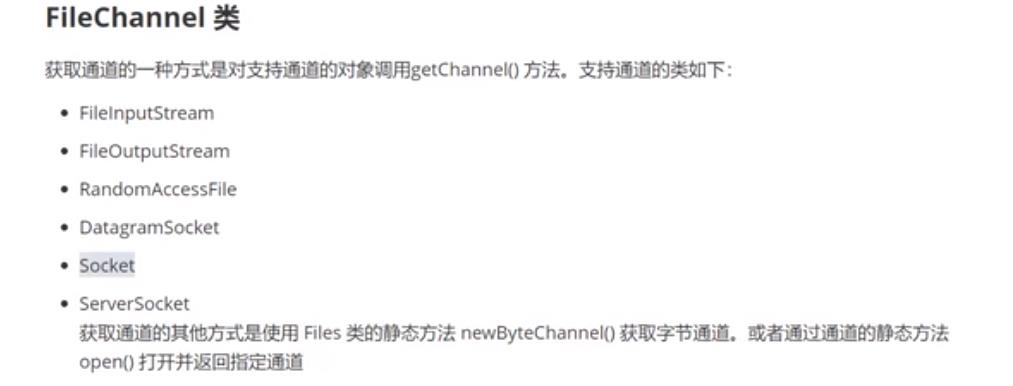 FileChannel 类
获取通道的一种方式是对支持通道的对象调用getChannel() 方法。支持通道的类如下：
FileInputStream
FileOutputStream
RandomAccessFile
DatagramSocket
Socket
ServerSocket
获取通道的其他方式是使用 Files 类的静态方法 newByteChannel() 获取字节通道。或者通过通道的静态方法
open() 打开并返回指定通道